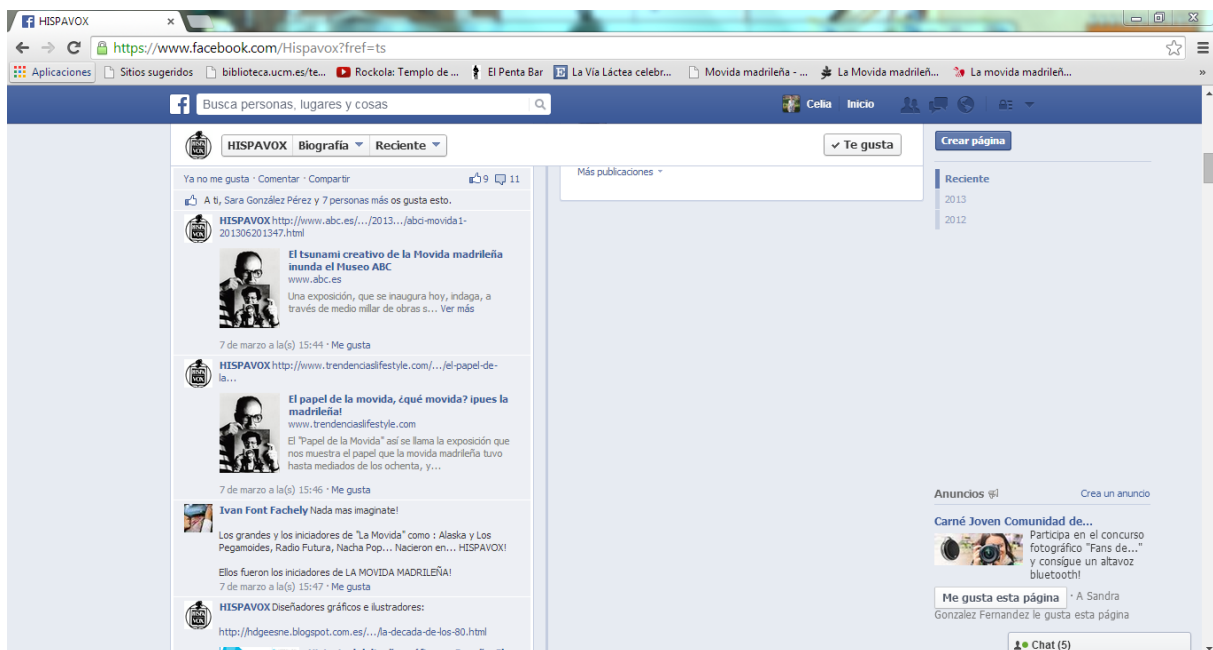 HISPAVOX
https://www.facebook.com/Hispavox?fref=ts
Aplicaciones Sitios sugeridos biblioteca.ucm.es/te... Rockola: Templo de ... El Penta Bar La Vía Láctea celebr... Movida madrileña - ... La Movida madrileñ... La movida madrileñ... »
Busca personas, lugares y cosas
Celia Inicio
HISPAVOX Biografía Reciente
Te gusta
Crear página
Ya no me gusta · Comentar · Compartir 9 11
Más publicaciones
Reciente
2013
2012
A ti, Sara González Pérez y 7 personas más os gusta esto.
HISPAVOX http://www.abc.es/.../2013.../abci-movida1-
201306201347.html
El tsunami creativo de la Movida madrileña
inunda el Museo ABC
www.abc.es
Una exposición, que se inaugura hoy, indaga, a
través de medio millar de obras s... Ver más
7 de marzo a la(s) 15:44 · Me gusta
HISPAVOX http://www.trendenciaslifestyle.com/.../el-papel-de-
la...
El papel de la movida, ¿qué movida? ¡pues la
madrileña!
www.trendenciaslifestyle.com
El "Papel de la Movida" así se llama la exposición que
nos muestra el papel que la movida madrileña tuvo
hasta mediados de los ochenta, y...
7 de marzo a la(s) 15:46 · Me gusta
Ivan Font Fachely Nada mas imaginate!
Los grandes y los iniciadores de "La Movida" como : Alaska y Los
Pegamoides, Radio Futura, Nacha Pop... Nacieron en... HISPAVOX!
Ellos fueron los iniciadores de LA MOVIDA MADRILEÑA!
7 de marzo a la(s) 15:47 · Me gusta
HISPAVOX Diseñadores gráficos e ilustradores:
http://hdgeesne.blogspot.com.es/.../la-decada-de-los-80.html
Anuncios Crea un anuncio
Carné Joven Comunidad de...
Participa en el concurso
fotográfico "Fans de..."
y consigue un altavoz
bluetooth!
Me gusta esta página · A Sandra
Gonzalez Fernandez le gusta esta página
Chat (5)